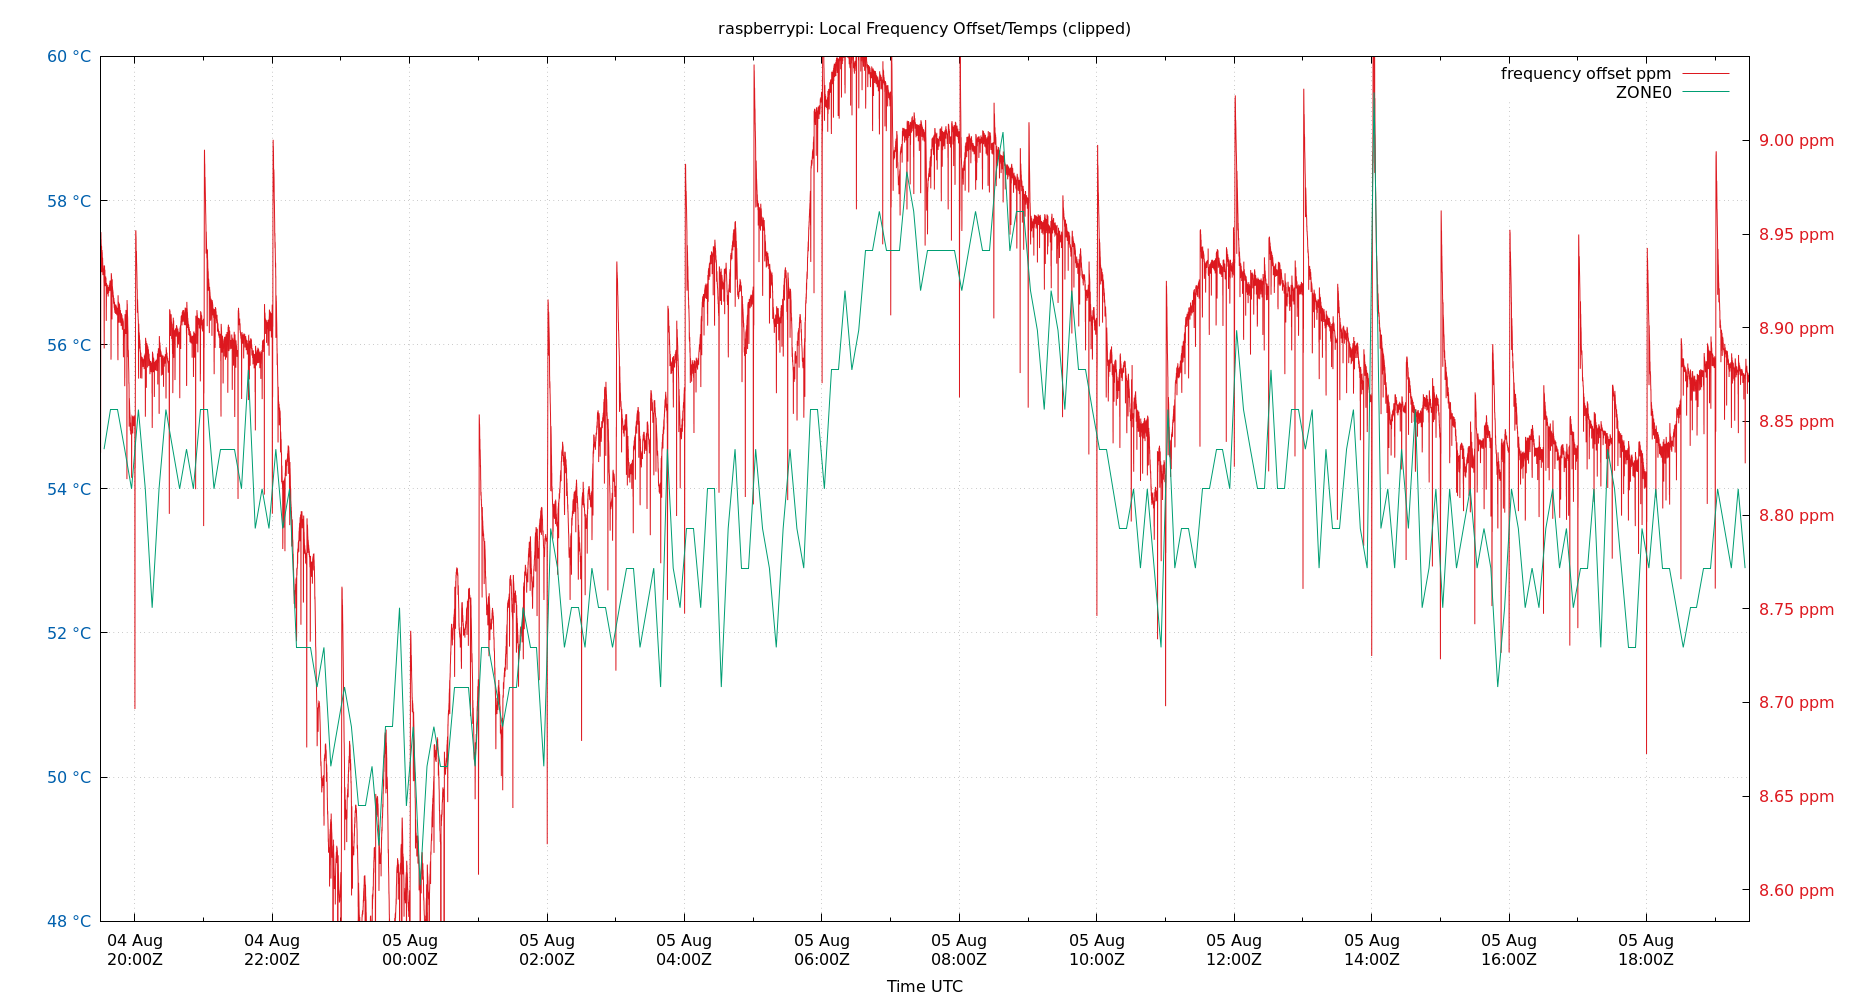 raspberrypi: Local Frequency Offset/Temps (clipped)
frequency offset ppm
ZONE0
60 °C
58 °C
56 °C
54 °C
52 °C
50 °C
48 °C
9.00 ppm
8.95 ppm
8.90 ppm
8.85 ppm
8.80 ppm
8.75 ppm
8.70 ppm
8.65 ppm
8.60 ppm
04 Aug 04 Aug 05 Aug 05 Aug 05 Aug 05 Aug 05 Aug 05 Aug 05 Aug 05 Aug 05 Aug 05 Aug
20:00Z 22:00Z 00:00Z 02:00Z 04:00Z 06:00Z 08:00Z 10:00Z 12:00Z 14:00Z 16:00Z 18:00Z
Time UTC